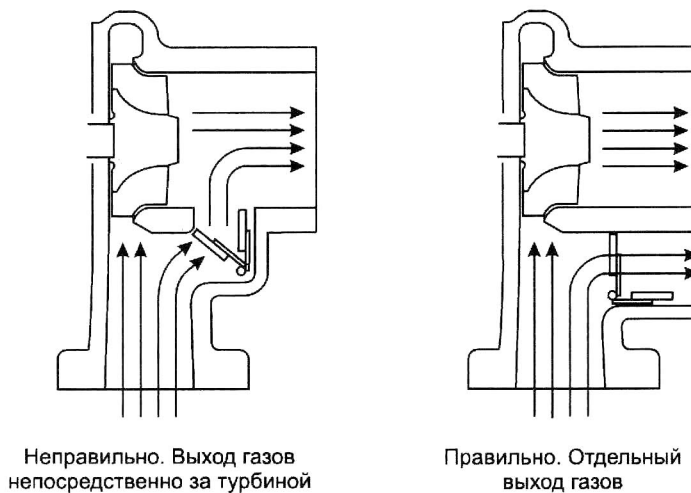 Неправильно. Выход газов
непосредственно за турбиной
Правильно. Отдельный
выход газов